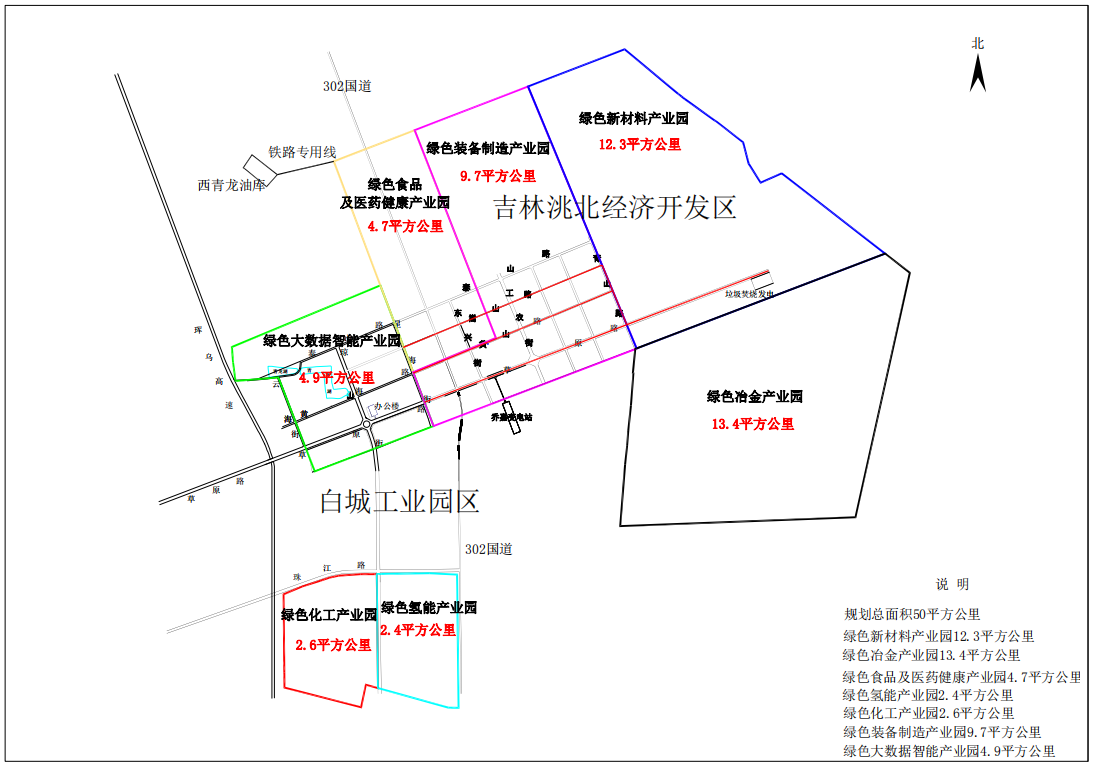 北
302国道
绿色新材料产业园
12.3平方公里
绿色装备制造产业园
9.7平方公里
铁路专用线
西青龙油库
绿色食品
及医药健康产业园
4.7平方公里
吉林洮北经济开发区
垃圾焚烧发电
珲
乌
高
速
绿色大数据智能产业园
4.9平方公里
办公楼
绿色冶金产业园
13.4平方公里
草
原
路
白城工业园区
302国道
珠
江
路
绿色化工产业园
2.6平方公里
绿色氢能产业园
2.4平方公里
说 明
规划总面积50平方公里
绿色新材料产业园12.3平方公里
绿色冶金产业园13.4平方公里
绿色食品及医药健康产业园4.7平方公里
绿色氢能产业园2.4平方公里
绿色化工产业园2.6平方公里
绿色装备制造产业园9.7平方公里
绿色大数据智能产业园4.9平方公里